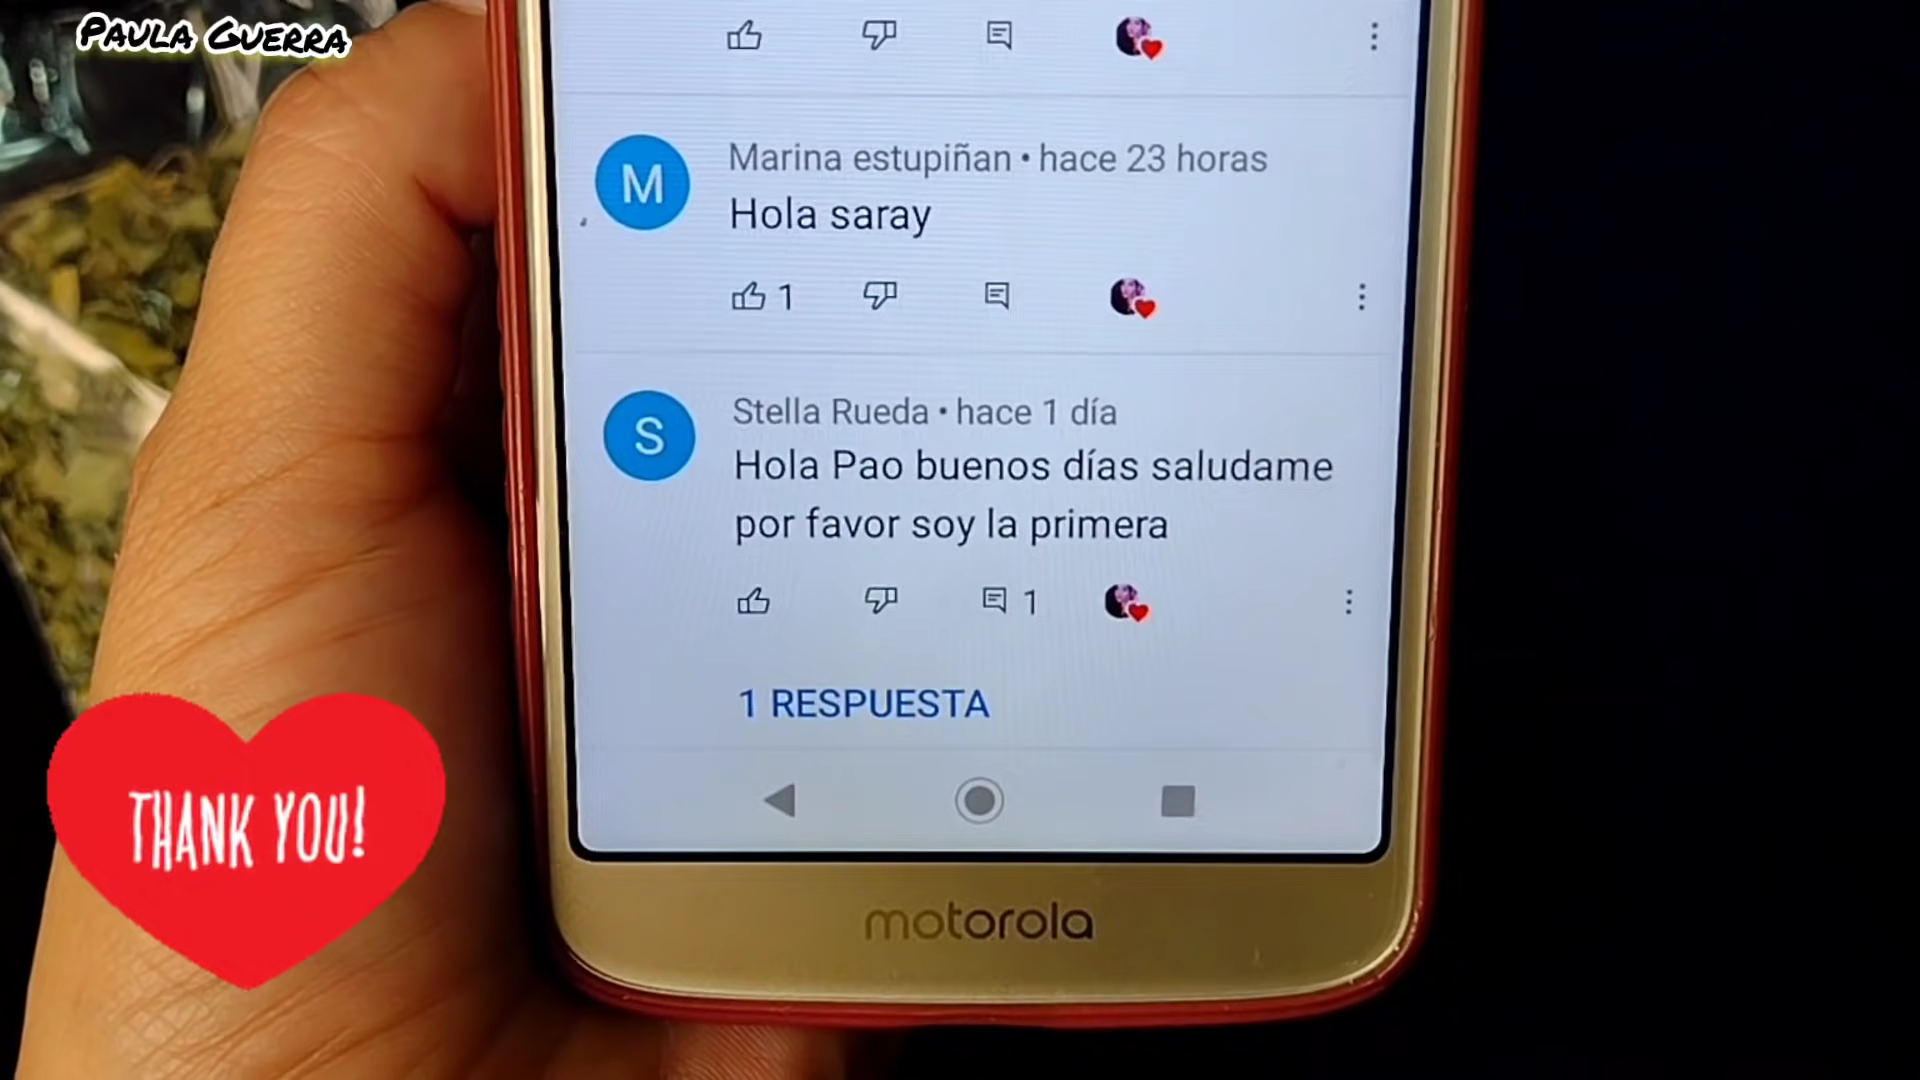 PAULA GUERRA
M
Marina estupiñan • hace 23 horas
Hola saray
1
S
Stella Rueda • hace 1 día
Hola Pao buenos días saludame
por favor soy la primera
1
1 RESPUESTA
THANK YOU!
motorola